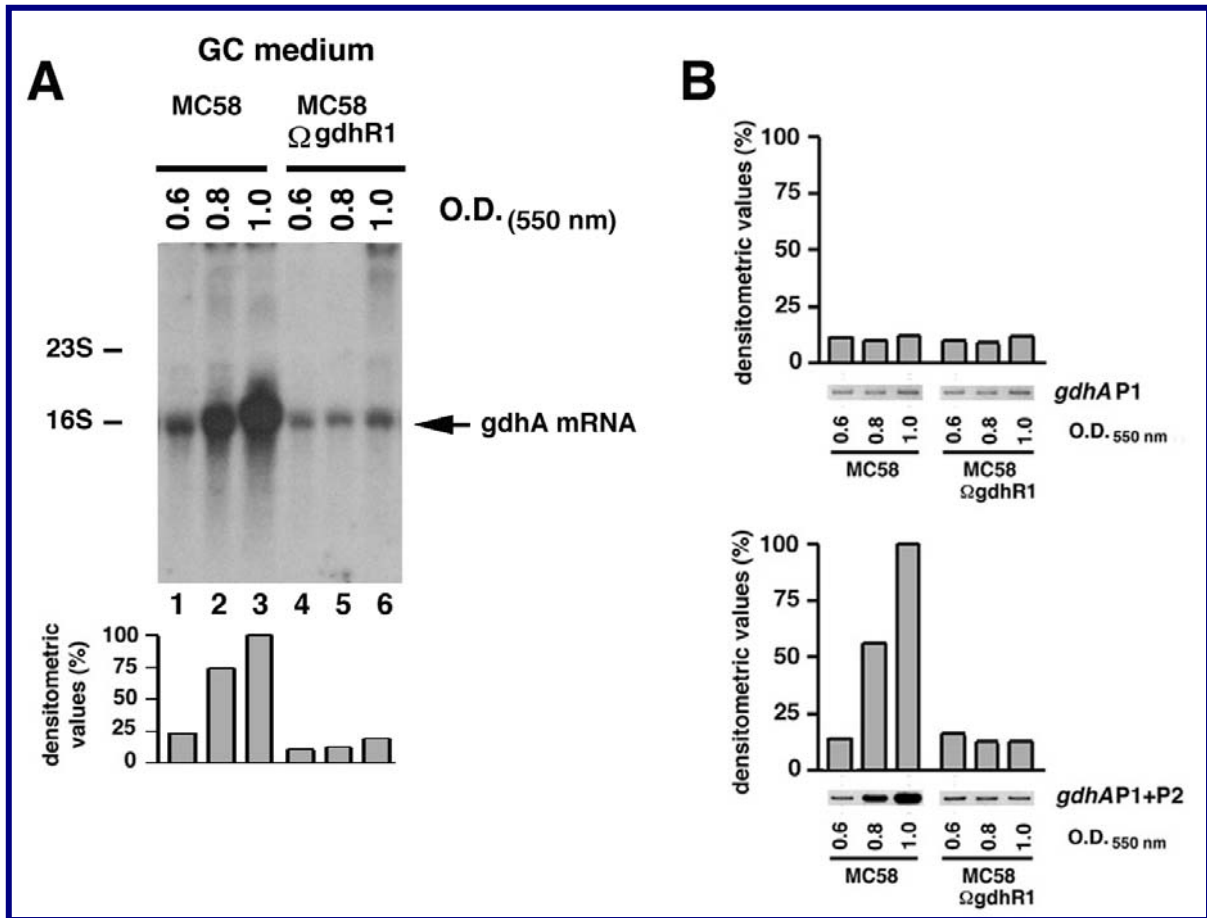 A
GC medium
MC58 MC58
Ω gdhR1
0.6 0.8 1.0 0.6 0.8 1.0
O.D. (550 nm)
23S
16S
gdhA mRNA
1 2 3 4 5 6
densitometric
values (%)
100
75
50
25
0
B
densitometric values (%)
100
75
50
25
0
gdhA P1
0.6 0.8 1.0 0.6 0.8 1.0
O.D. 550 nm
MC58 MC58
ΩgdhR1
densitometric values (%)
100
75
50
25
0
gdhAP1+P2
0.6 0.8 1.0 0.6 0.8 1.0
O.D. 550 nm
MC58 MC58
ΩgdhR1